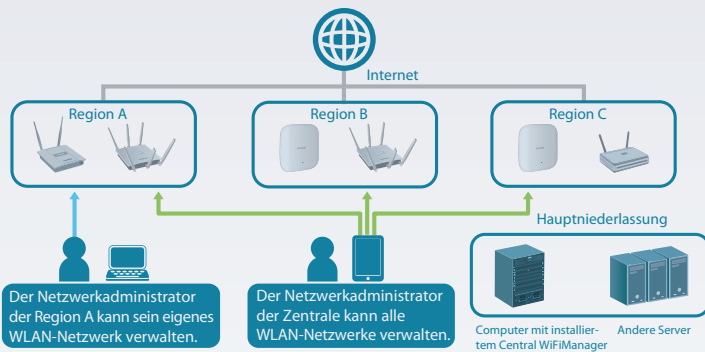 Internet
Region A
Region B
Region C
Hauptniederlassung
Der Netzwerkadministrator
der Region A kann sein eigenes
WLAN-Netzwerk verwalten.
Der Netzwerkadministrator
der Zentrale kann alle
WLAN-Netzwerke verwalten.
Computer mit installier-
tem Central WiFiManager
Andere Server